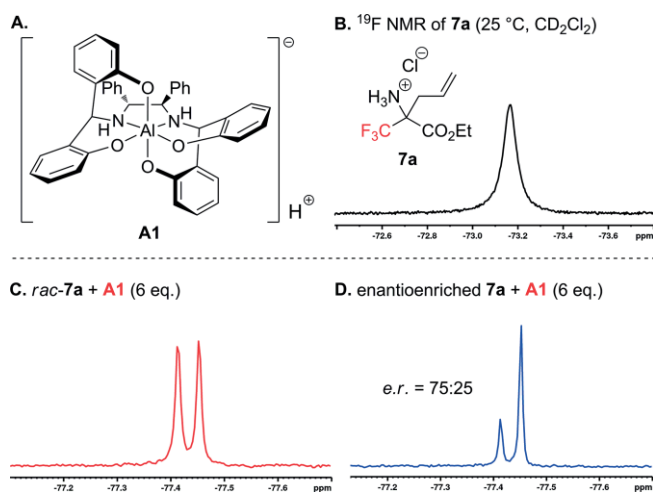 A.
Ph
Ph
O
H
N
N
H
Al
O
O
O
⊖
H⊕
A1
B. ¹⁹F NMR of 7a (25 °C, CD₂Cl₂)
Cl⊖
⊕
H₃N
F₃C
CO₂Et
7a
-72.6 -72.8 -73.0 -73.2 -73.4 -73.6 ppm
C. rac-7a + A1 (6 eq.)
-77.2 -77.3 -77.4 -77.5 -77.6 ppm
D. enantioenriched 7a + A1 (6 eq.)
e.r. = 75:25
-77.2 -77.3 -77.4 -77.5 -77.6 ppm